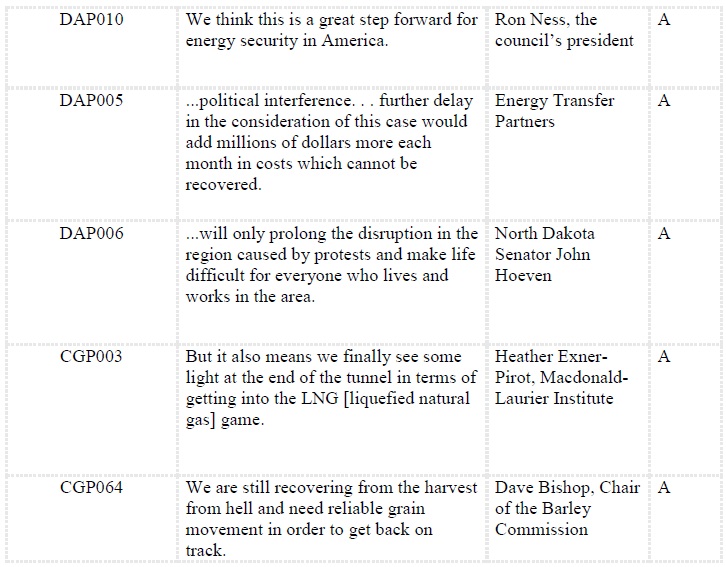 DAP010
We think this is a great step forward for
energy security in America.
Ron Ness, the
council's president
A
DAP005
...political interference. . . further delay
in the consideration of this case would
add millions of dollars more each
month in costs which cannot be
recovered.
Energy Transfer
Partners
A
DAP006
...will only prolong the disruption in the
region caused by protests and make life
difficult for everyone who lives and
works in the area.
North Dakota
Senator John
Hoeven
A
CGP003
But it also means we finally see some
light at the end of the tunnel in terms of
getting into the LNG [liquefied natural
gas] game.
Heather Exner-
Pirot, Macdonald-
Laurier Institute
A
CGP064
We are still recovering from the harvest
from hell and need reliable grain
movement in order to get back on
track.
Dave Bishop, Chair
of the Barley
Commission
A